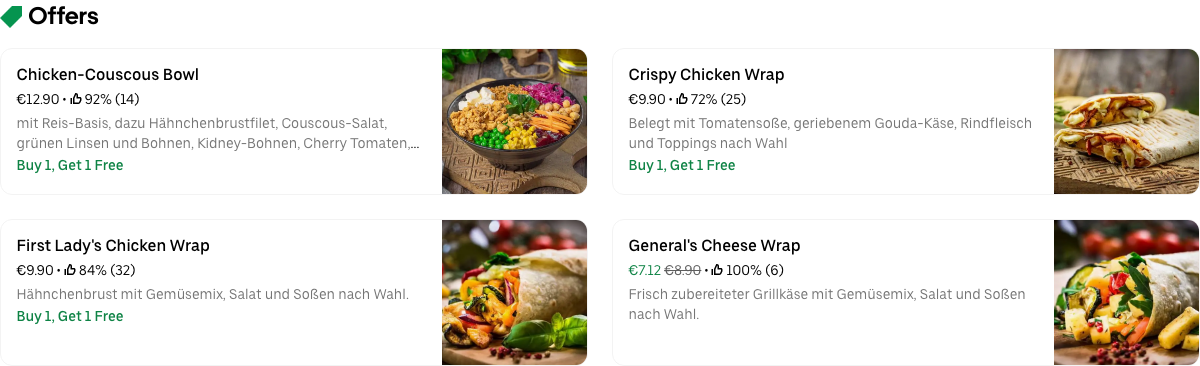 Offers
Chicken-Couscous Bowl
€12.90 • 92% (14)
mit Reis-Basis, dazu Hähnchenbrustfilet, Couscous-Salat,
grünen Linsen und Bohnen, Kidney-Bohnen, Cherry Tomaten,...
Buy 1, Get 1 Free
Crispy Chicken Wrap
€9.90 • 72% (25)
Belegt mit Tomatensoße, geriebenem Gouda-Käse, Rindfleisch
und Toppings nach Wahl
Buy 1, Get 1 Free
First Lady's Chicken Wrap
€9.90 • 84% (32)
Hähnchenbrust mit Gemüsemix, Salat und Soßen nach Wahl.
Buy 1, Get 1 Free
General's Cheese Wrap
€7.12 €8.90 • 100% (6)
Frisch zubereiteter Grillkäse mit Gemüsemix, Salat und Soßen
nach Wahl.